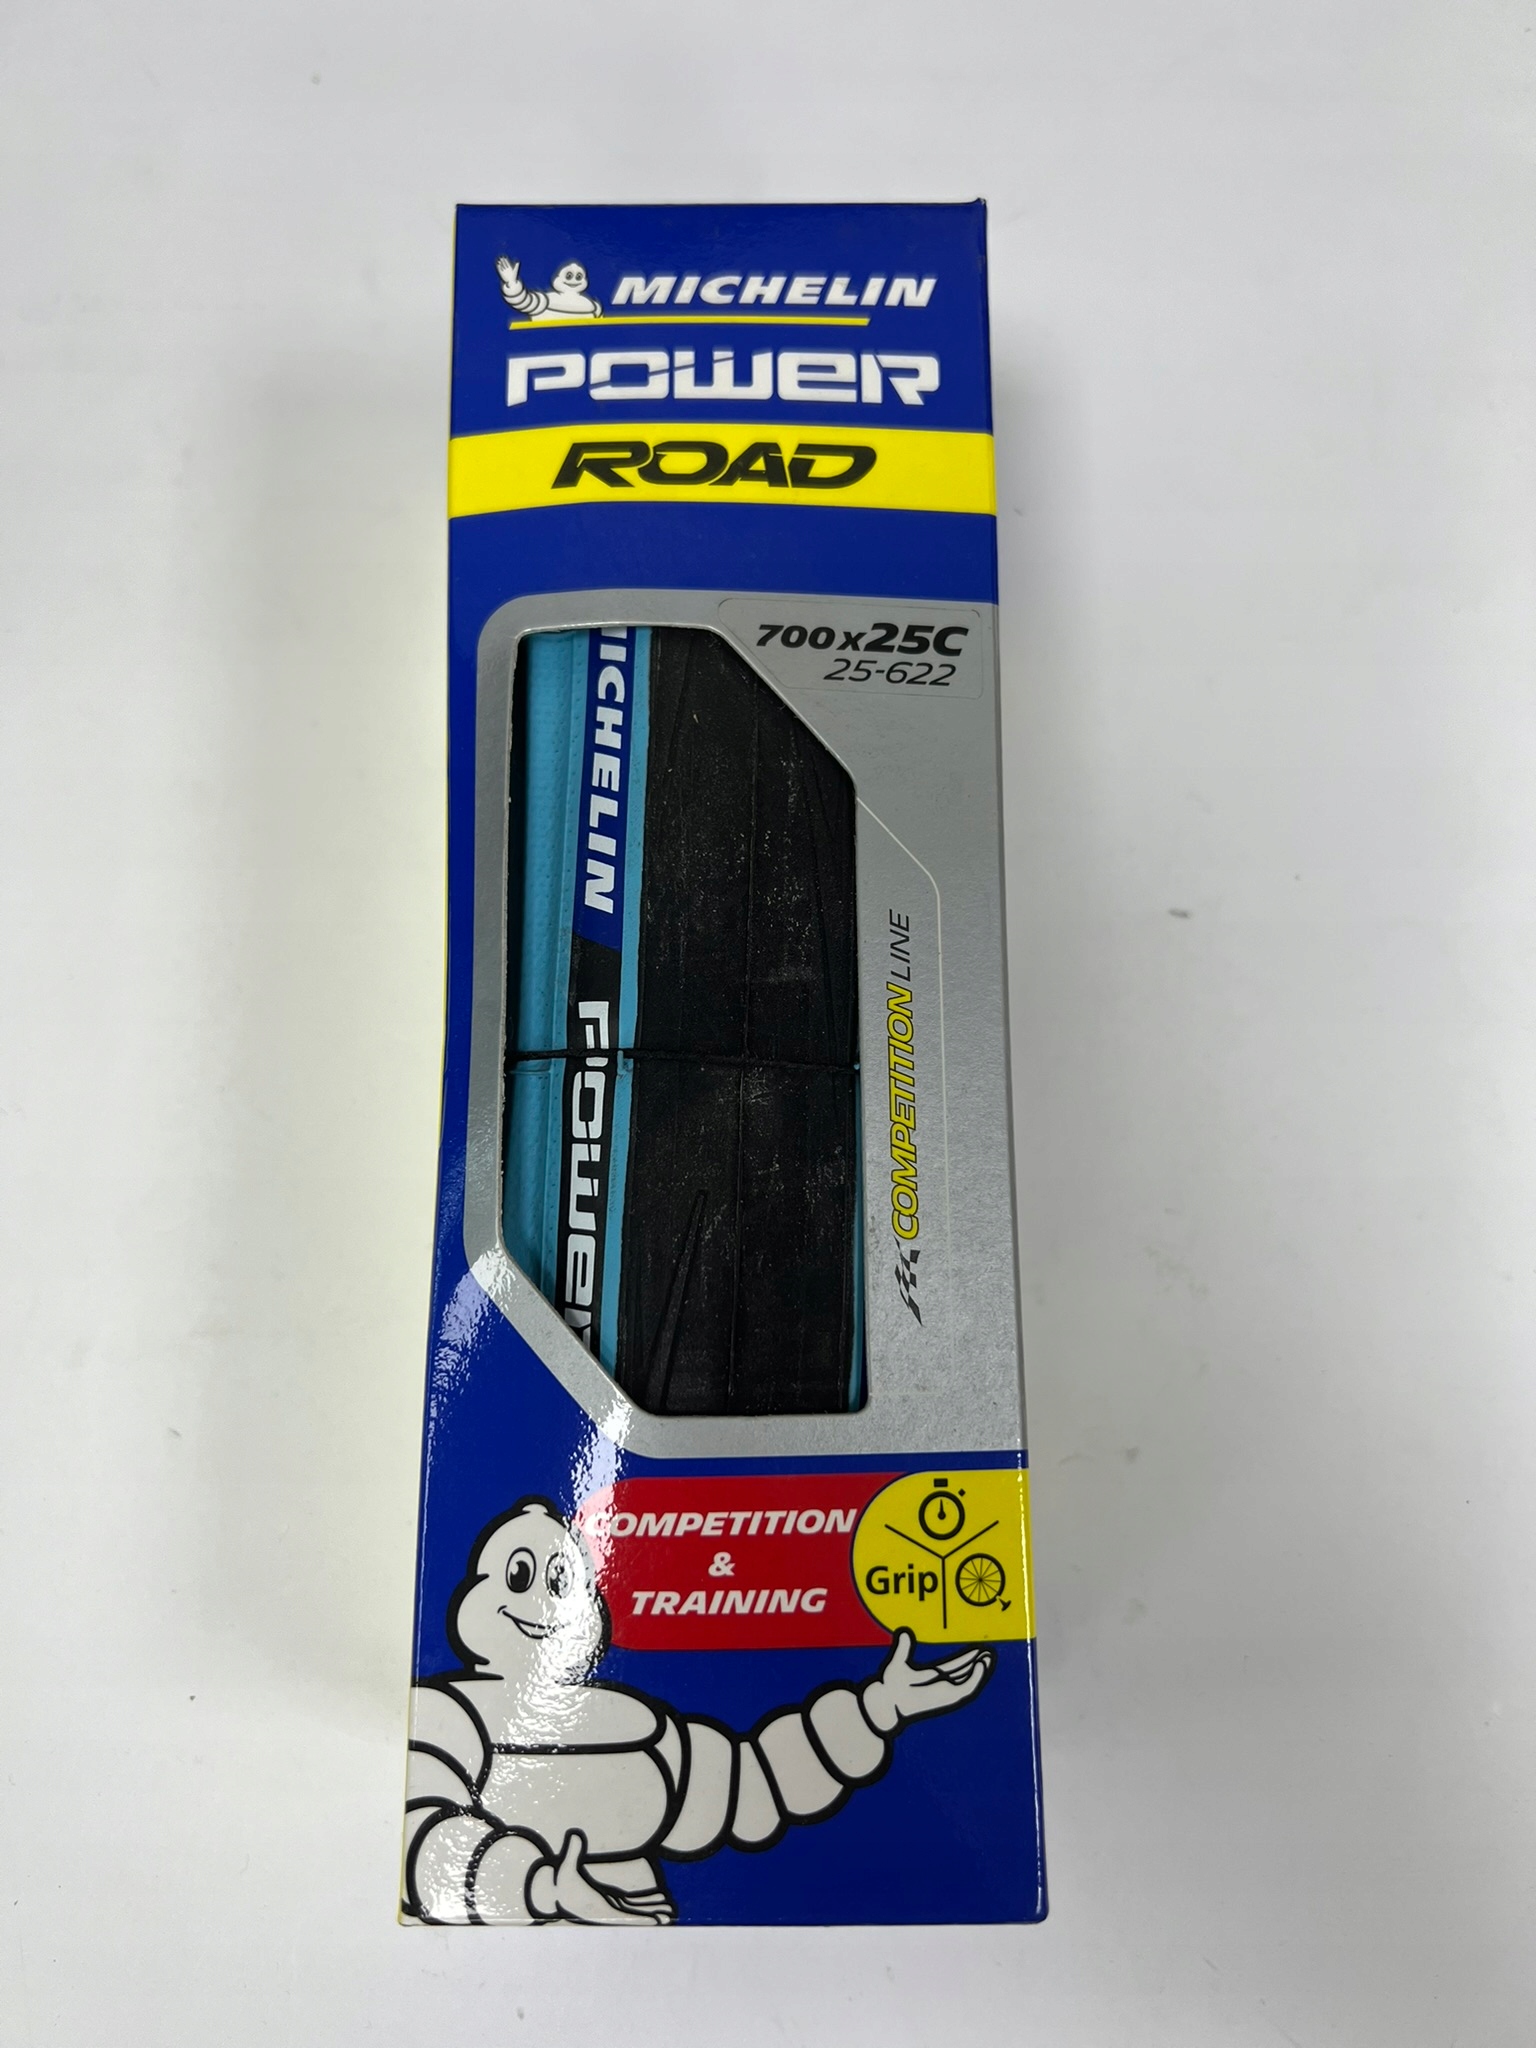 MICHELIN
POWER
ROAD
700x25C
25-622
MICHELIN
POWER
COMPETITION LINE
COMPETITION
&
TRAINING
Grip